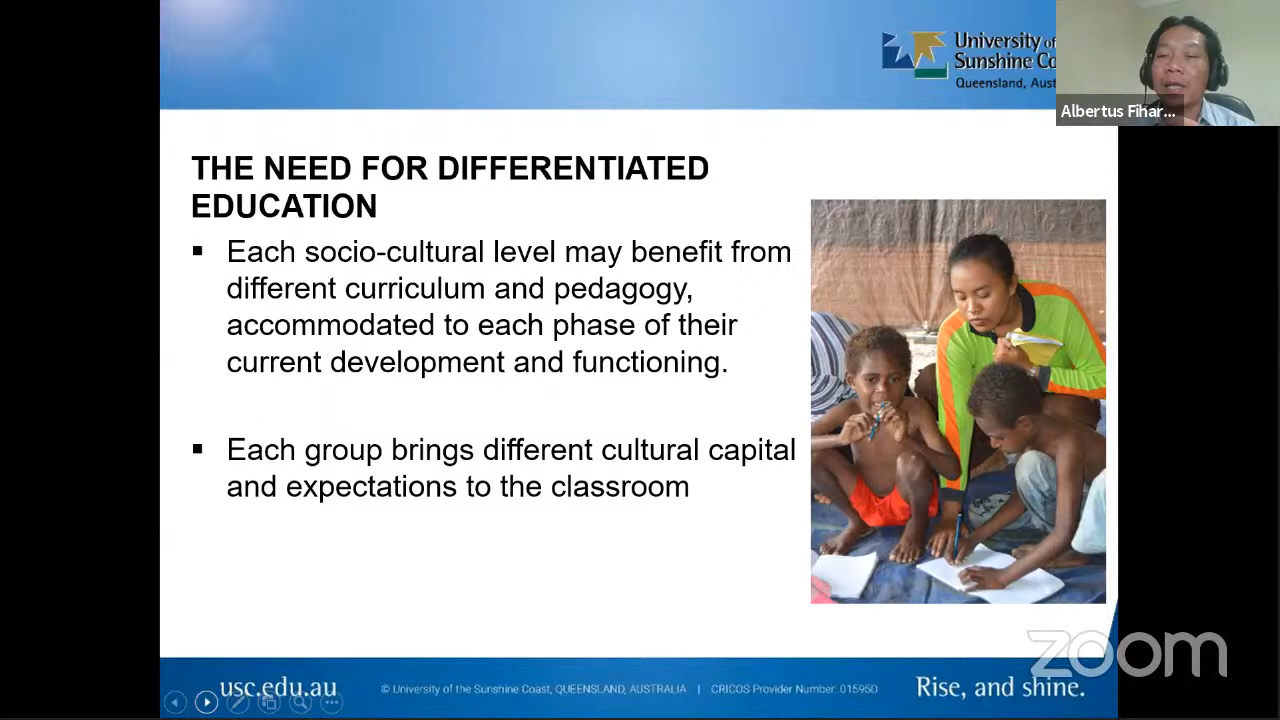 University of
Sunshine Co
Queensland, Aust
Albertus Fihar...
THE NEED FOR DIFFERENTIATED
EDUCATION
▪ Each socio-cultural level may benefit from
different curriculum and pedagogy,
accommodated to each phase of their
current development and functioning.
▪ Each group brings different cultural capital
and expectations to the classroom
zoom
usc.edu.au
© University of the Sunshine Coast, QUEENSLAND, AUSTRALIA | CRICOS Provider Number: 01595D
Rise, and shine.